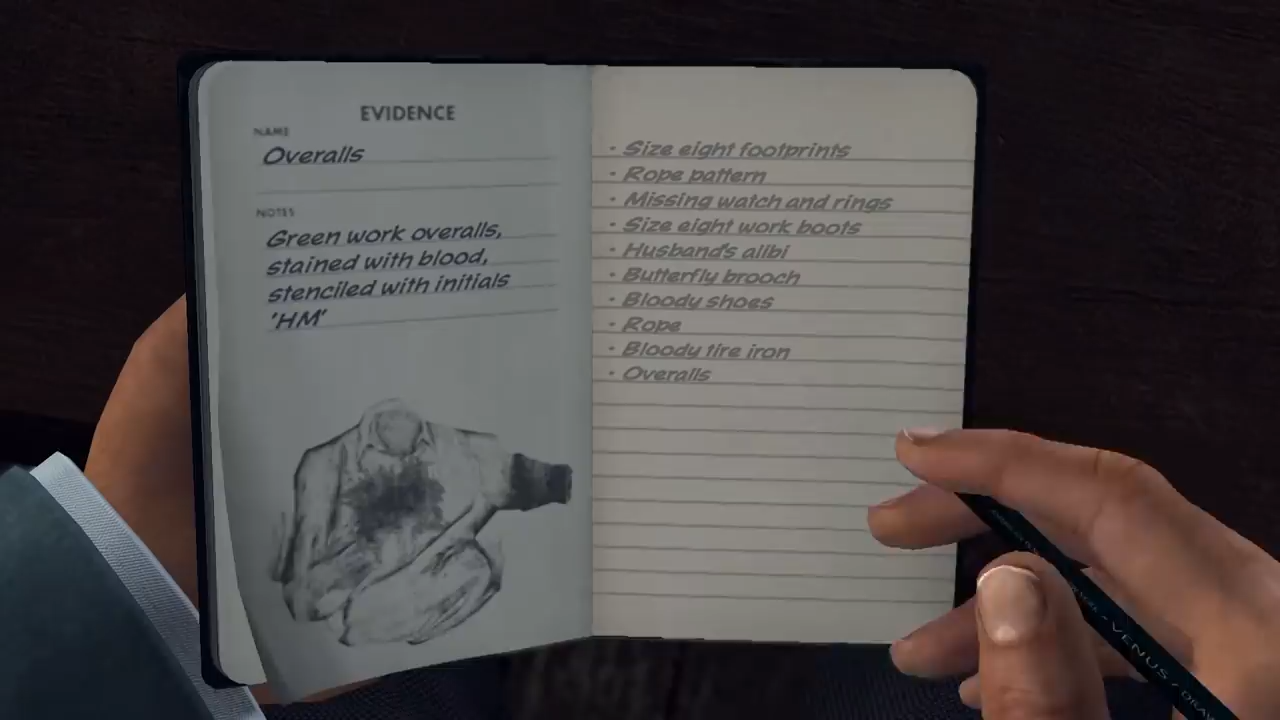 EVIDENCE
NAME
Overalls
NOTES
Green work overalls,
stained with blood,
stenciled with initials
'HM'
• Size eight footprints
• Rope pattern
• Missing watch and rings
• Size eight work boots
• Husband's alibi
• Butterfly brooch
• Bloody shoes
• Rope
• Bloody tire iron
• Overalls
VENUS / DRAW